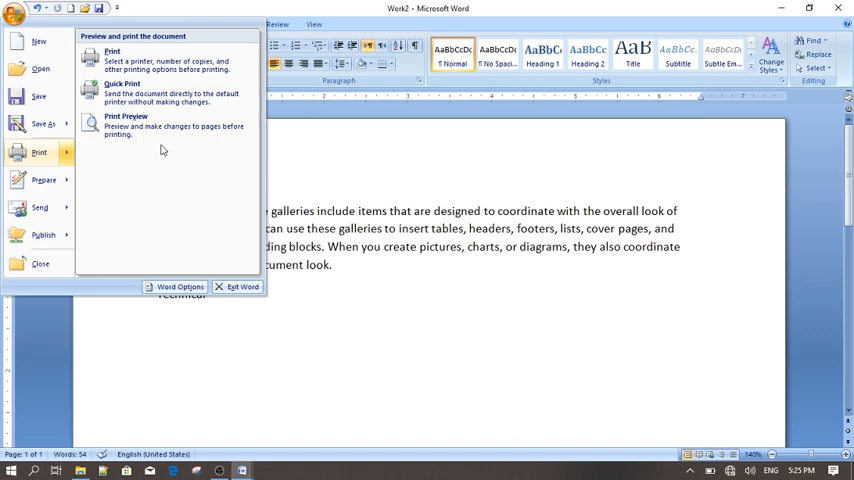 Work2 - Microsoft Word
Review View
New
Open
Save
Save As
Print
Prepare
Send
Publish
Close
Preview and print the document
Print
Select a printer, number of copies, and
other printing options before printing.
Quick Print
Send the document directly to the default
printer without making changes.
Print Preview
Preview and make changes to pages before
printing.
Word Options Exit Word
AaBbCcDc AaBbCcDc AaBbCc AaBbCc AaB AaBbCc. AaBbCcDc
¶ Normal ¶ No Spaci... Heading 1 Heading 2 Title Subtitle Subtle Em...
Change
Styles
Find
Replace
Select
Paragraph Styles Editing
3 4 5 6 7
e galleries include items that are designed to coordinate with the overall look of
can use these galleries to insert tables, headers, footers, lists, cover pages, and
ding blocks. When you create pictures, charts, or diagrams, they also coordinate
cument look.
Technical
Page: 1 of 1 Words: 54 English (United States) 140%
ENG 5:25 PM